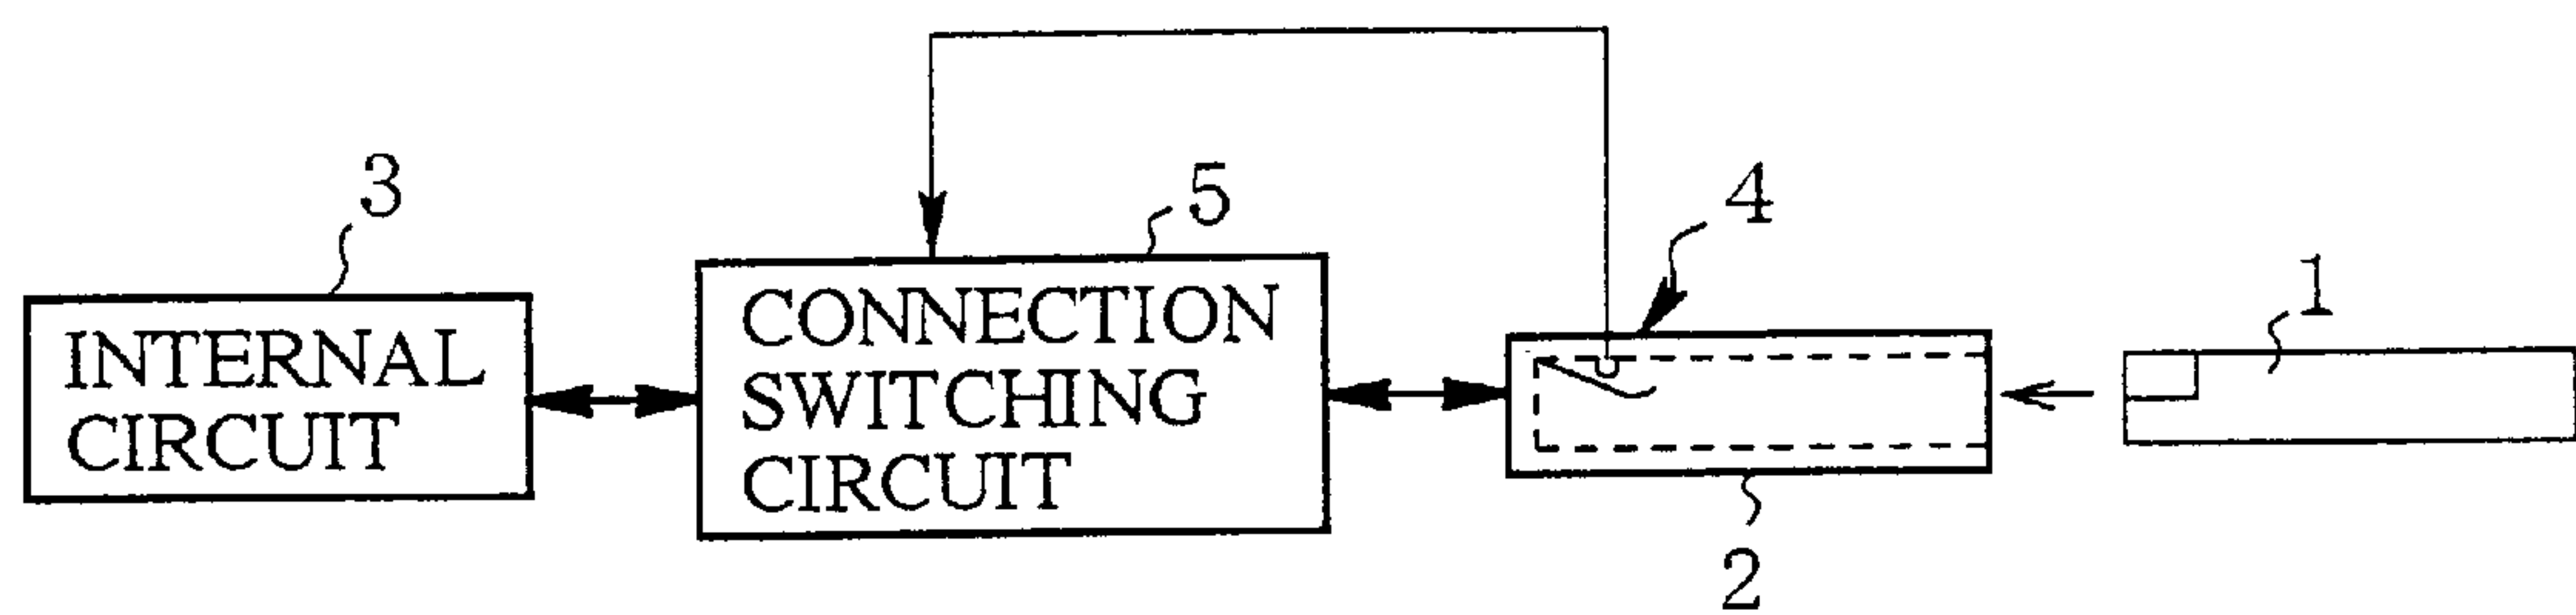 3
5
4
1
INTERNAL
CIRCUIT
CONNECTION
SWITCHING
CIRCUIT
2